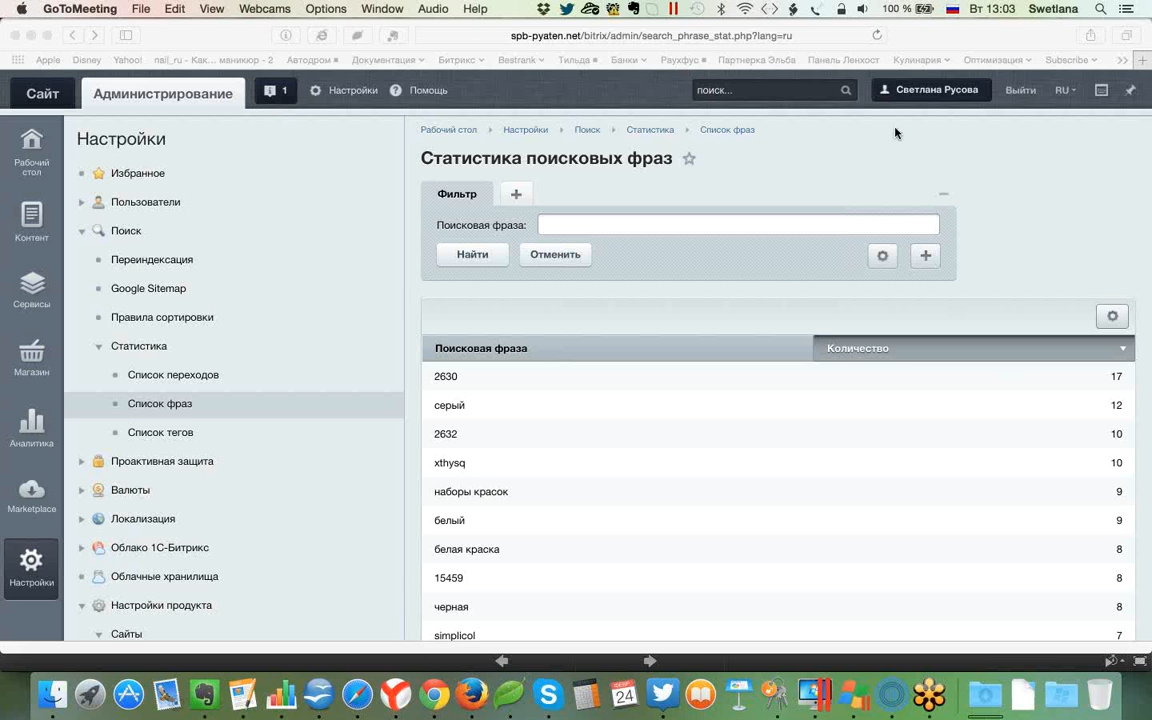 GoToMeeting File Edit View Webcams Options Window Audio Help 100 % Вт 13:03 Swetlana
spb-pyaten.net/bitrix/admin/search_phrase_stat.php?lang=ru
Apple Disney Yahoo! nail_ru - Как... маникюр - 2 Автодром Документация Битрикс Bestrank Тильда Банки Раухфус Партнерка Эльба Панель Ленхост Кулинария Оптимизация Subscribe
Сайт Администрирование 1 Настройки Помощь поиск... Светлана Русова Выйти RU
Рабочий стол
Контент
Сервисы
Магазин
Аналитика
Marketplace
Настройки
Настройки
Избранное
Пользователи
Поиск
Переиндексация
Google Sitemap
Правила сортировки
Статистика
Список переходов
Список фраз
Список тегов
Проактивная защита
Валюты
Локализация
Облако 1С-Битрикс
Облачные хранилища
Настройки продукта
Сайты
Рабочий стол Настройки Поиск Статистика Список фраз
Статистика поисковых фраз
Фильтр
Поисковая фраза:
Найти Отменить
Поисковая фраза Количество
2630 17
серый 12
2632 10
xthysq 10
наборы красок 9
белый 9
белая краска 8
15459 8
черная 8
simplicol 7
24